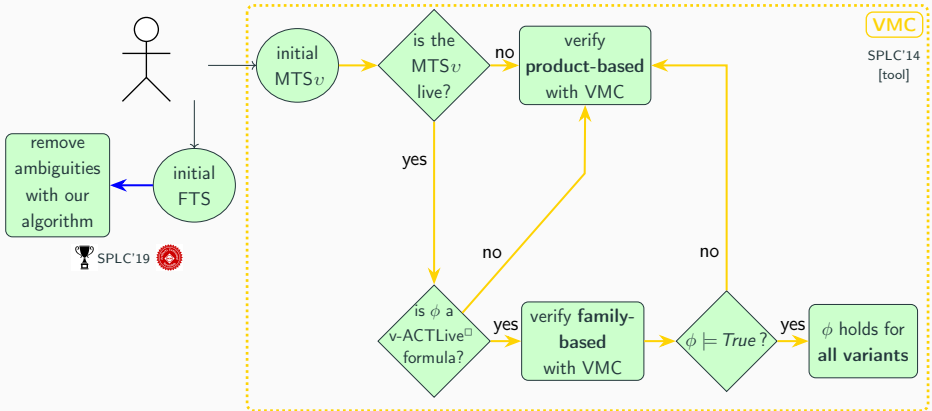 initial
MTSυ
is the
MTSυ
live?
no
verify
product-based
with VMC
VMC
SPLC'14
[tool]
remove
ambiguities
with our
algorithm
initial
FTS
SPLC'19
yes
no
no
is ϕ a
v-ACTLive□
formula?
yes
verify family-
based
with VMC
ϕ ⊨ True ?
yes
ϕ holds for
all variants